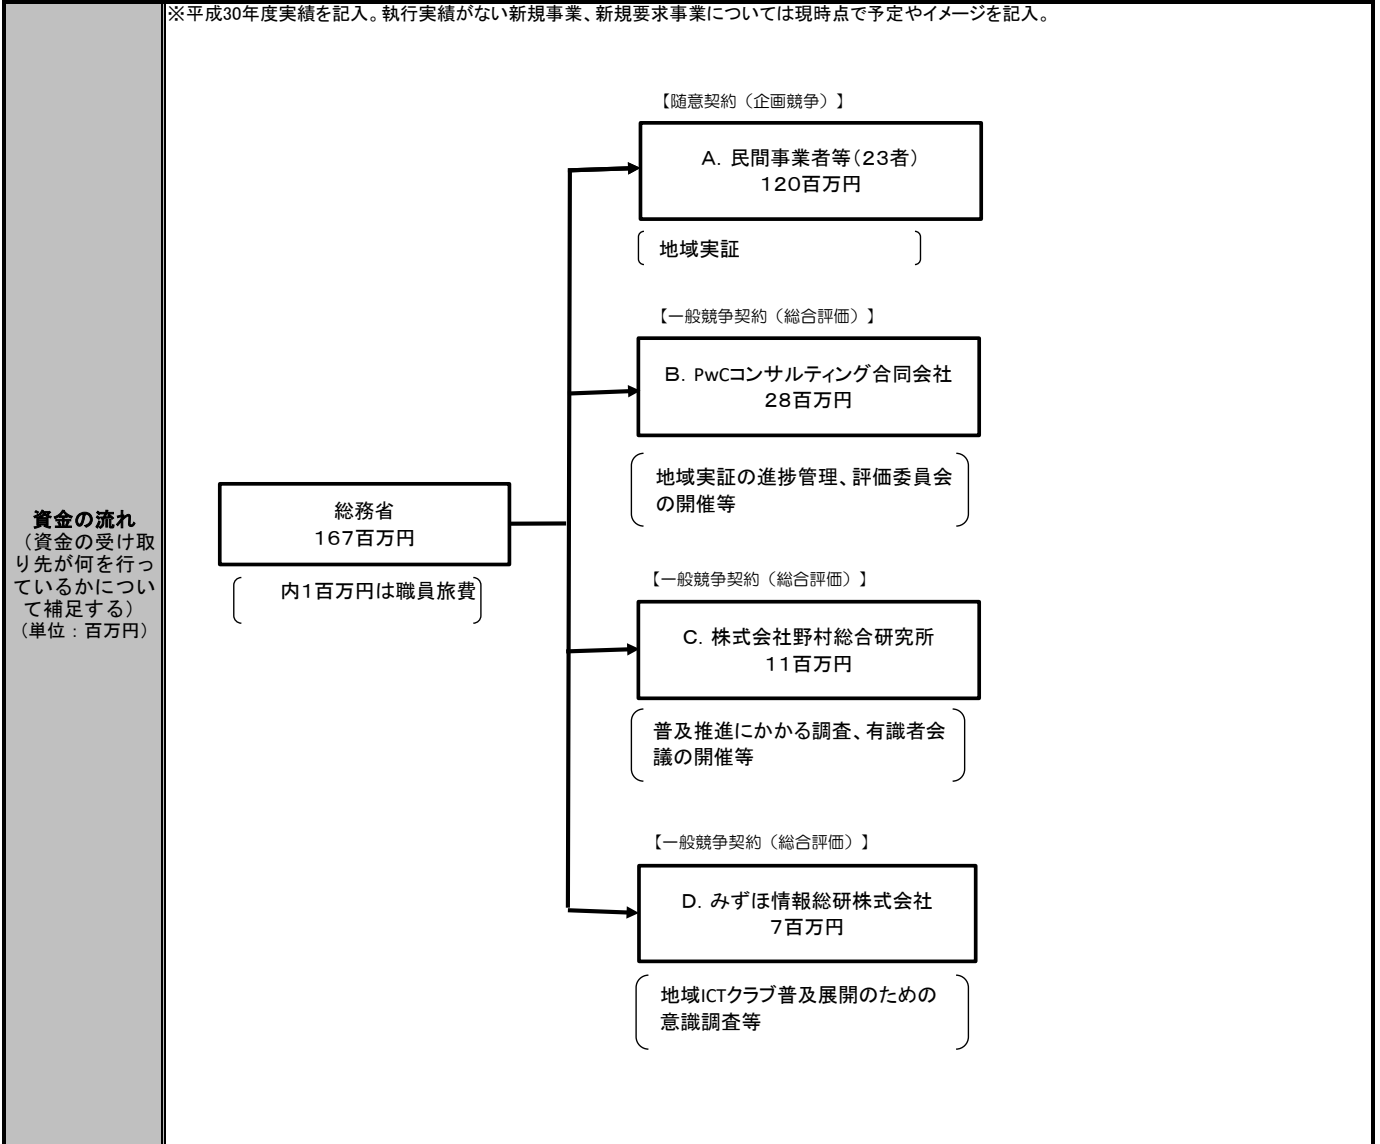 ※平成30年度実績を記入。執行実績がない新規事業、新規要求事業については現時点で予定やイメージを記入。
資金の流れ
（資金の受け取
り先が何を行っ
ているかについ
て補足する）
（単位：百万円）
総務省
167百万円
内1百万円は職員旅費
【随意契約（企画競争）】
A. 民間事業者等（23者）
120百万円
地域実証
【一般競争契約（総合評価）】
B. PwCコンサルティング合同会社
28百万円
地域実証の進捗管理、評価委員会
の開催等
【一般競争契約（総合評価）】
C. 株式会社野村総合研究所
11百万円
普及推進にかかる調査、有識者会
議の開催等
【一般競争契約（総合評価）】
D. みずほ情報総研株式会社
7百万円
地域ICTクラブ普及展開のための
意識調査等